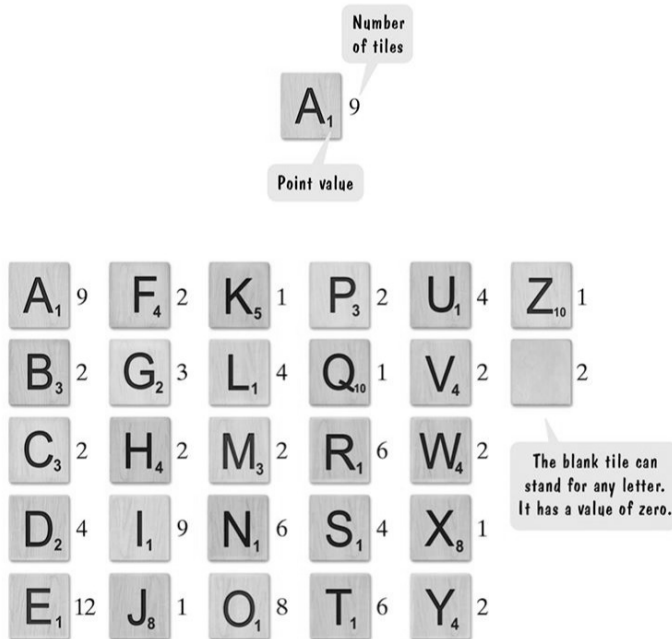 Number
of tiles
A1 9
Point value
A1 9 F4 2 K5 1 P3 2 U1 4 Z10 1
B3 2 G2 3 L1 4 Q10 1 V4 2 2
C3 2 H4 2 M3 2 R1 6 W4 2
The blank tile can
stand for any letter.
It has a value of zero.
D2 4 I1 9 N1 6 S1 4 X8 1
E1 12 J8 1 O1 8 T1 6 Y4 2